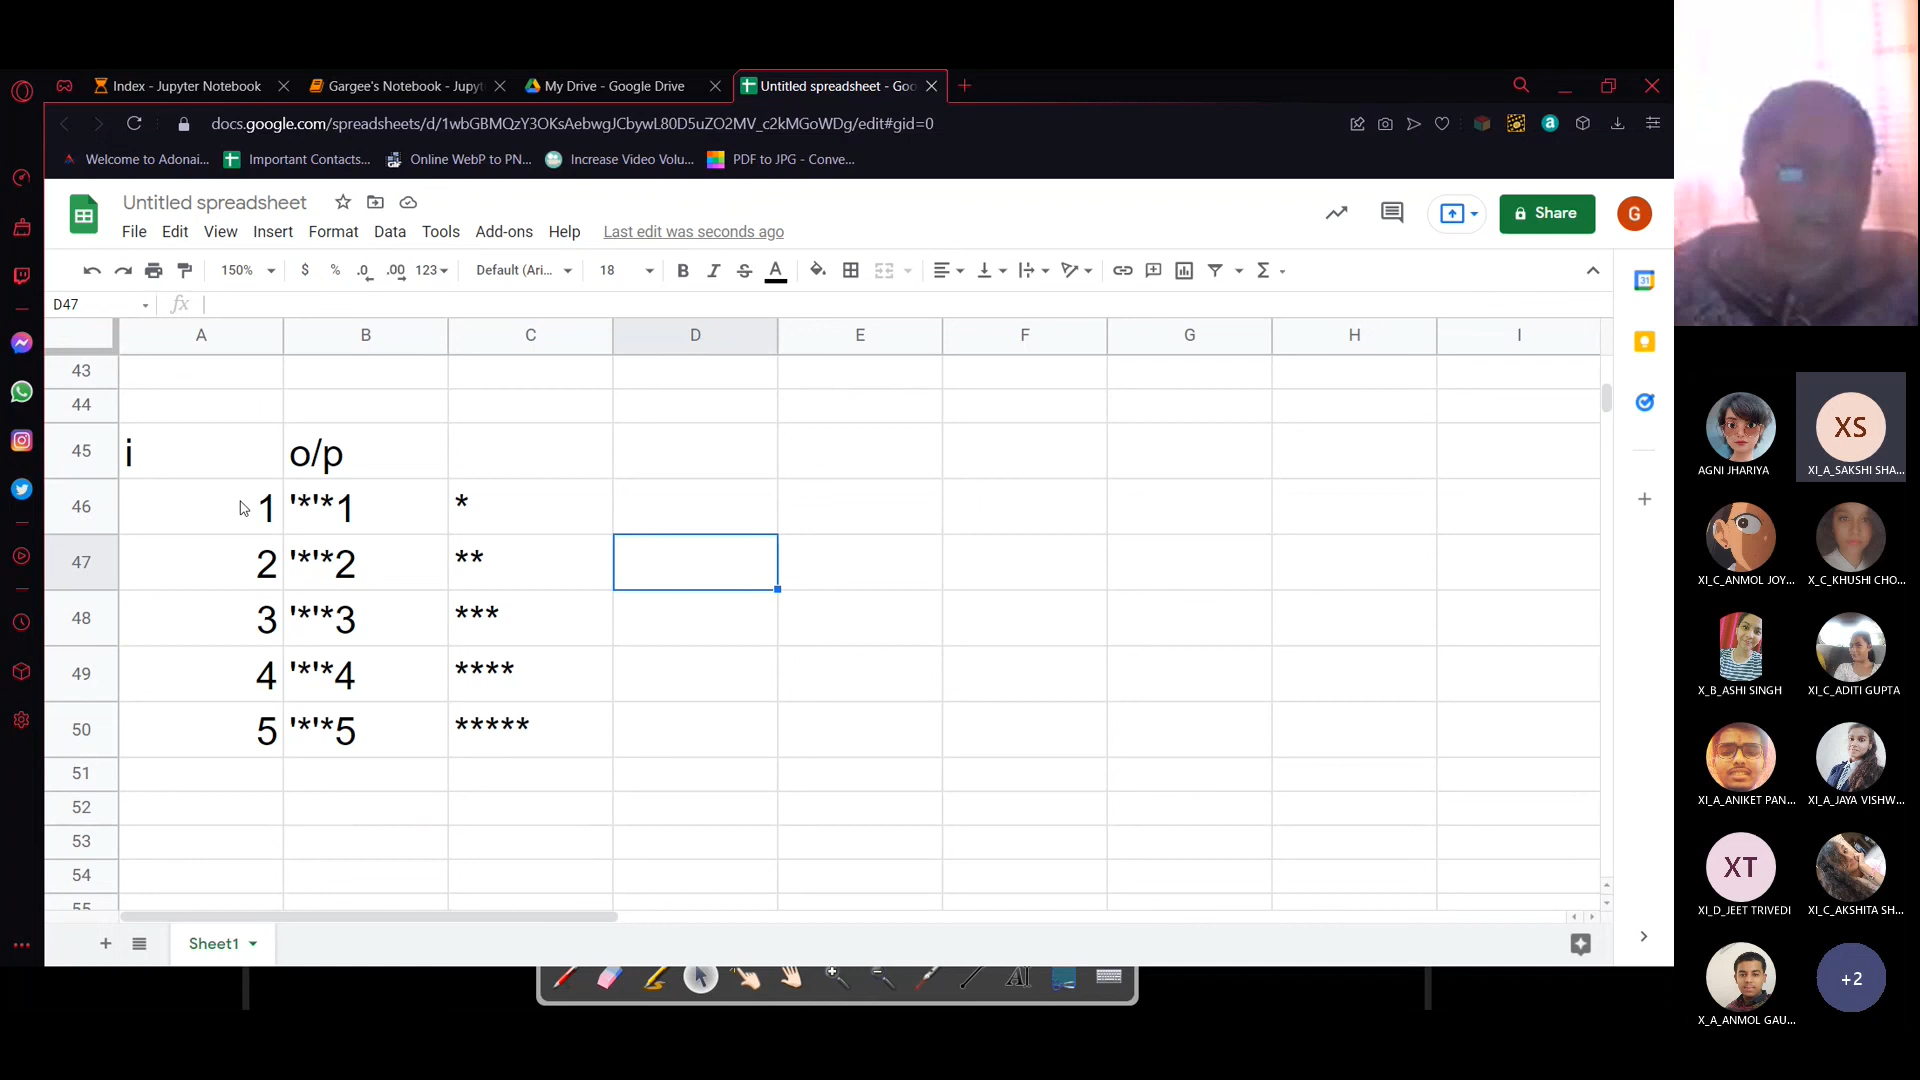 Index - Jupyter Notebook
Gargee's Notebook - Jupyt
My Drive - Google Drive
Untitled spreadsheet - Goo
docs.google.com/spreadsheets/d/1wbGBMQzY3OKsAebwgJCbywL80D5uZO2MV_c2kMGoWDg/edit#gid=0
Welcome to Adonai...
Important Contacts...
Online WebP to PN...
Increase Video Volu...
PDF to JPG - Conve...
Untitled spreadsheet
Share
G
File Edit View Insert Format Data Tools Add-ons Help Last edit was seconds ago
150% $ % .0 .00 123 Default (Ari... 18 B I S A
D47 fx
A B C D E F G H I
43
44
45 i o/p
46 1 '*'*1 *
47 2 '*'*2 **
48 3 '*'*3 ***
49 4 '*'*4 ****
50 5 '*'*5 *****
51
52
53
54
55
Sheet1
XS
AGNI JHARIYA
XI_A_SAKSHI SHA...
XI_C_ANMOL JOY...
X_C_KHUSHI CHO...
X_B_ASHI SINGH
XI_C_ADITI GUPTA
XI_A_ANIKET PAN...
XI_A_JAYA VISHW...
XT
XI_D_JEET TRIVEDI
XI_C_AKSHITA SH...
X_A_ANMOL GAU...
+2